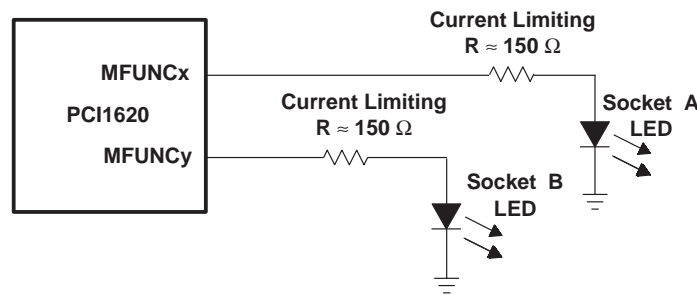 Current Limiting
R ≈ 150 Ω
MFUNCx
Current Limiting
R ≈ 150 Ω
Socket A
LED
PCI1620
MFUNCy
Socket B
LED